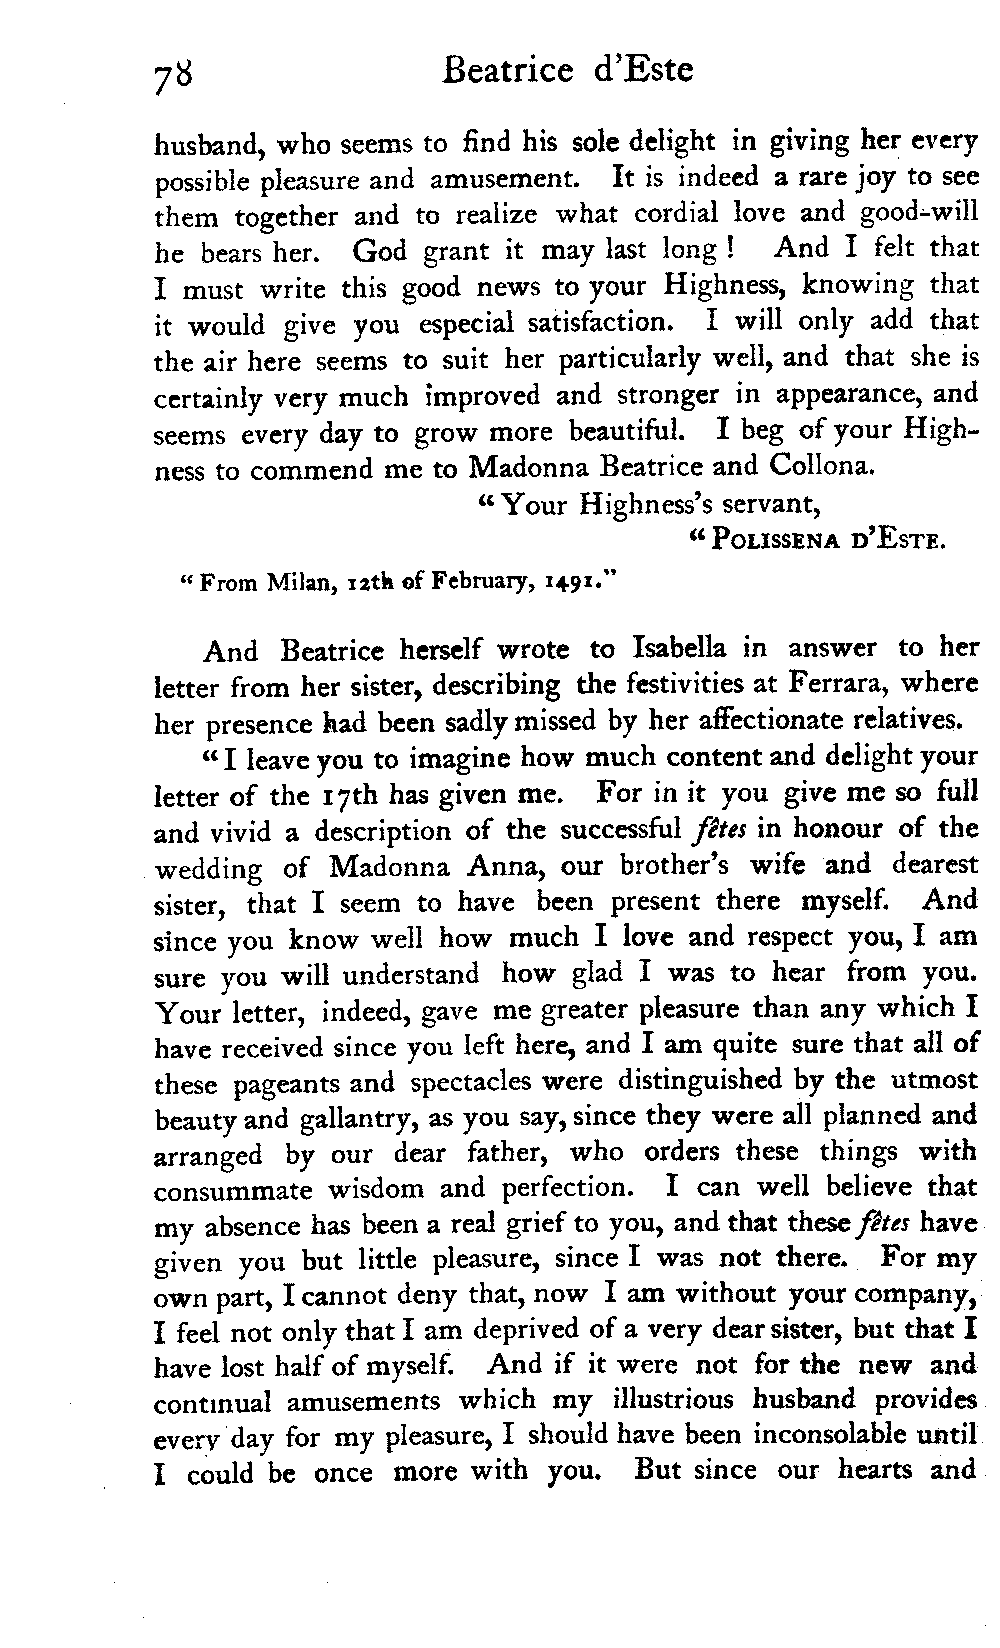 78 Beatrice d'Este
husband, who seems to find his sole delight in giving her every
possible pleasure and amusement. It is indeed a rare joy to see
them together and to realize what cordial love and good-will
he bears her. God grant it may last long ! And I felt that
I must write this good news to your Highness, knowing that
it would give you especial satisfaction. I will only add that
the air here seems to suit her particularly well, and that she is
certainly very much improved and stronger in appearance, and
seems every day to grow more beautiful. I beg of your High-
ness to commend me to Madonna Beatrice and Collona.
“ Your Highness's servant,
“ POLISSENA D'ESTE.
“ From Milan, 12th of February, 1491.”
And Beatrice herself wrote to Isabella in answer to her
letter from her sister, describing the festivities at Ferrara, where
her presence had been sadly missed by her affectionate relatives.
“ I leave you to imagine how much content and delight your
letter of the 17th has given me. For in it you give me so full
and vivid a description of the successful fêtes in honour of the
wedding of Madonna Anna, our brother's wife and dearest
sister, that I seem to have been present there myself. And
since you know well how much I love and respect you, I am
sure you will understand how glad I was to hear from you.
Your letter, indeed, gave me greater pleasure than any which I
have received since you left here, and I am quite sure that all of
these pageants and spectacles were distinguished by the utmost
beauty and gallantry, as you say, since they were all planned and
arranged by our dear father, who orders these things with
consummate wisdom and perfection. I can well believe that
my absence has been a real grief to you, and that these fêtes have
given you but little pleasure, since I was not there. For my
own part, I cannot deny that, now I am without your company,
I feel not only that I am deprived of a very dear sister, but that I
have lost half of myself. And if it were not for the new and
continual amusements which my illustrious husband provides
every day for my pleasure, I should have been inconsolable until
I could be once more with you. But since our hearts and